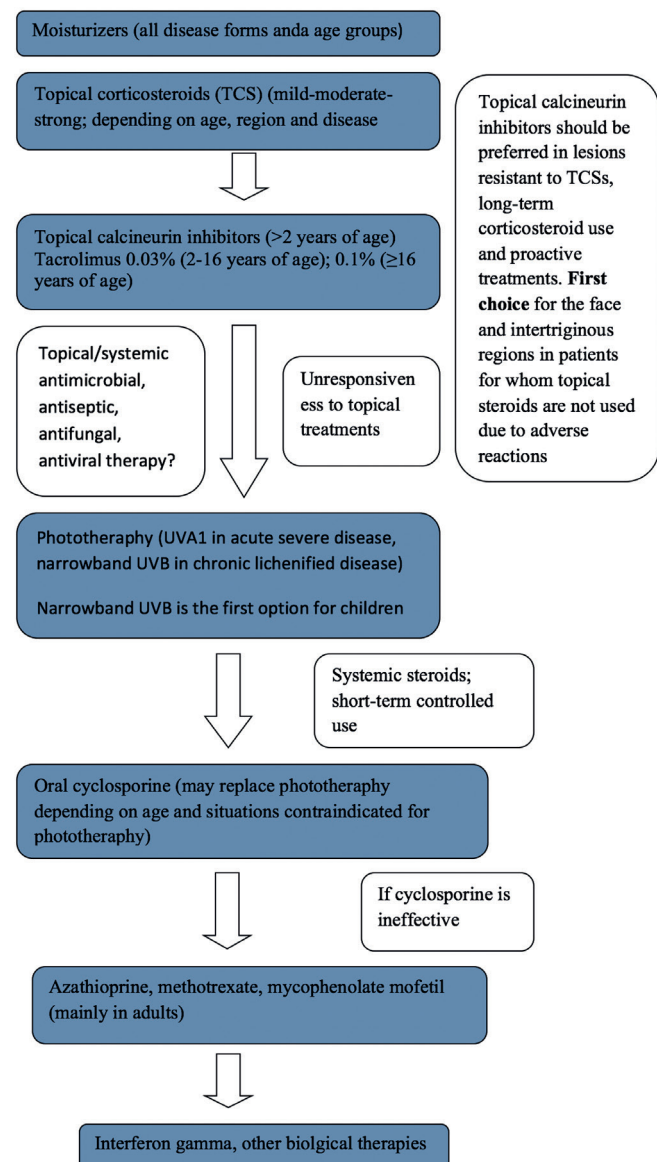 Moisturizers (all disease forms anda age groups)
Topical corticosteroids (TCS) (mild-moderate-
strong; depending on age, region and disease
Topical calcineurin
inhibitors should be
preferred in lesions
resistant to TCSs,
long-term
corticosteroid use
and proactive
treatments. First
choice for the face
and intertriginous
regions in patients
for whom topical
steroids are not used
due to adverse
reactions
Topical calcineurin inhibitors (>2 years of age)
Tacrolimus 0.03% (2-16 years of age); 0.1% (≥16
years of age)
Topical/systemic
antimicrobial,
antiseptic,
antifungal,
antiviral therapy?
Unresponsiven
ess to topical
treatments
Phototherapy (UVA1 in acute severe disease,
narrowband UVB in chronic lichenified disease)
Narrowband UVB is the first option for children
Systemic steroids;
short-term controlled
use
Oral cyclosporine (may replace phototheraphy
depending on age and situations contraindicated for
phototherapy)
If cyclosporine is
ineffective
Azathioprine, methotrexate, mycophenolate mofetil
(mainly in adults)
Interferon gamma, other biolgical therapies